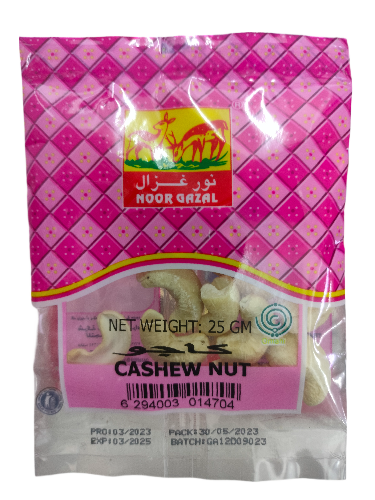 نور غزال
NOOR GAZAL
NET WEIGHT: 25 GM
كاجو
CASHEW NUT
6 294003 014704
PRO:03/2023 PACK:30/05/2023
EXP:03/2025 BATCH:GA12D09023